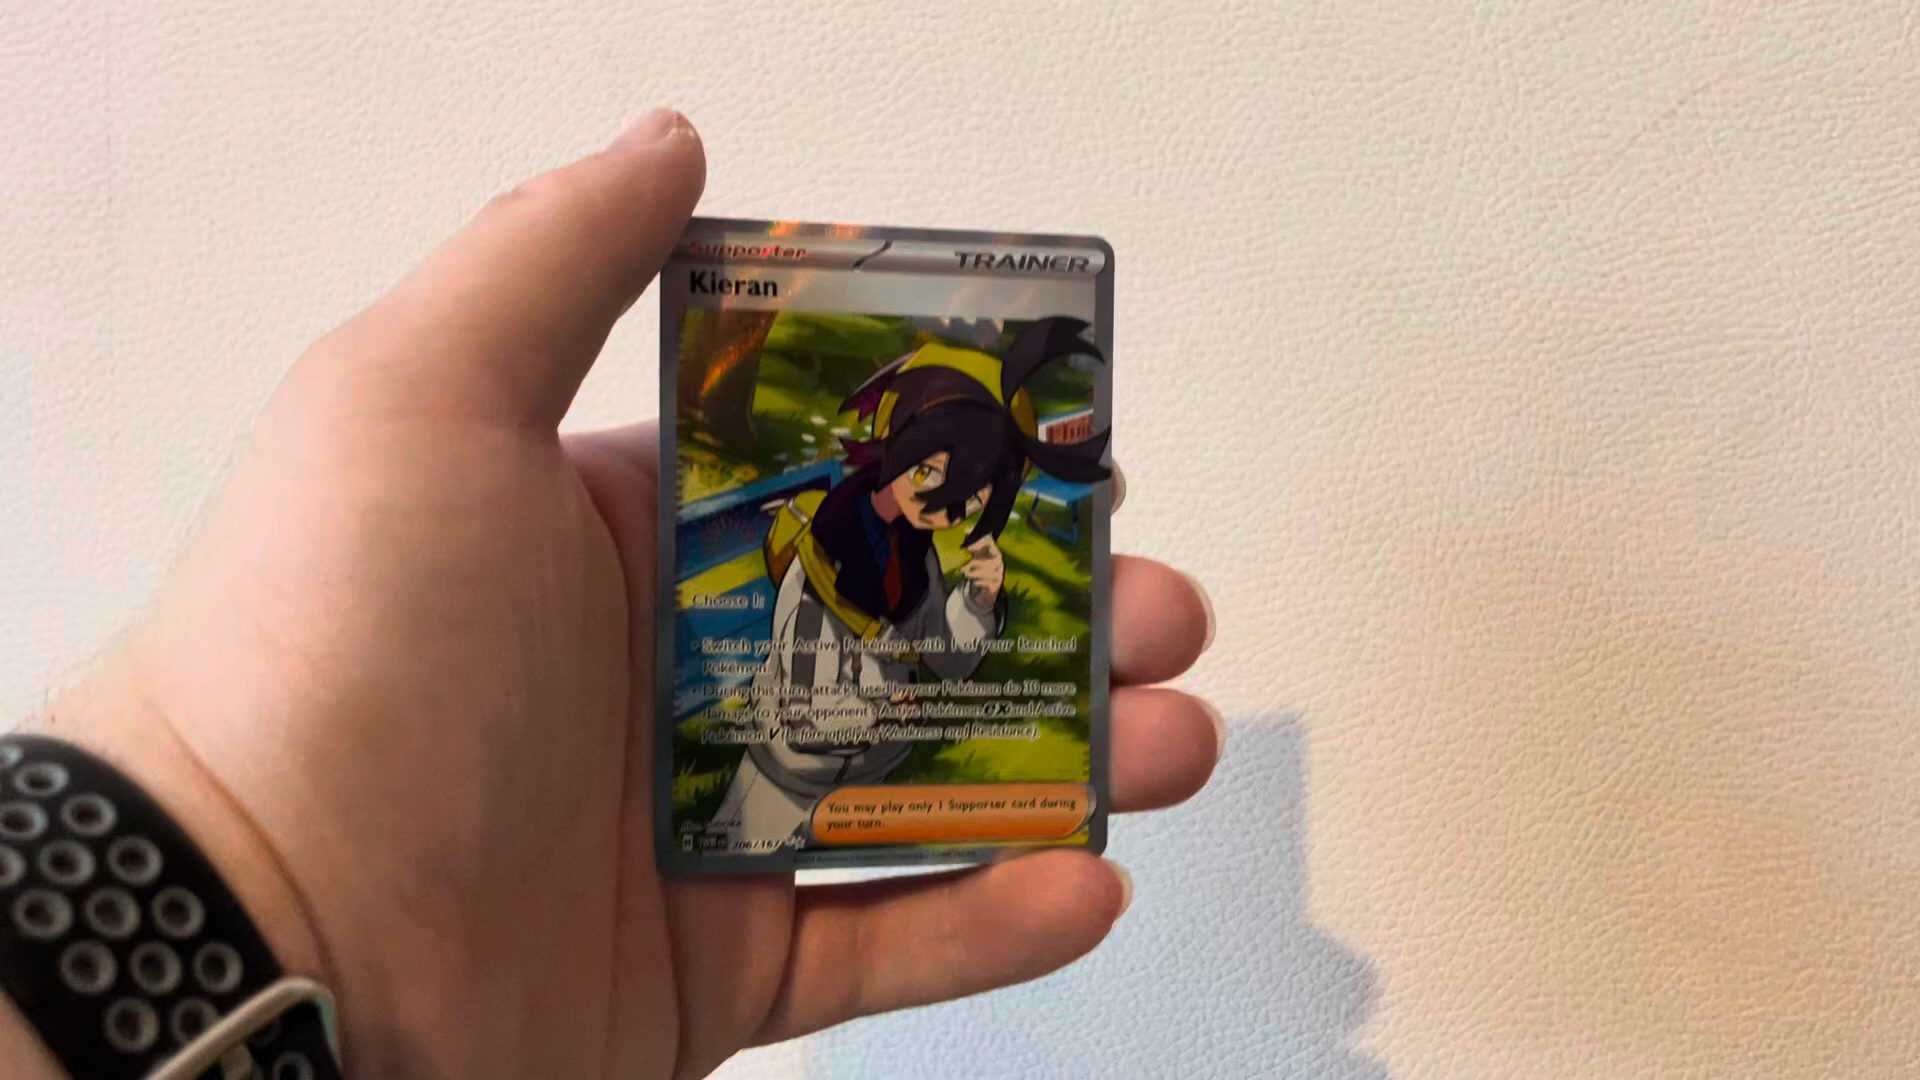 Supporter
TRAINER
Kieran
Choose 1:
• Switch your Active Pokémon with 1 of your Benched
Pokémon.
• During this turn, attacks used by your Pokémon do 30 more
damage to your opponent's Active Pokémon ex and Active
Pokémon V (before applying Weakness and Resistance).
You may play only 1 Supporter card during
your turn.
206/167